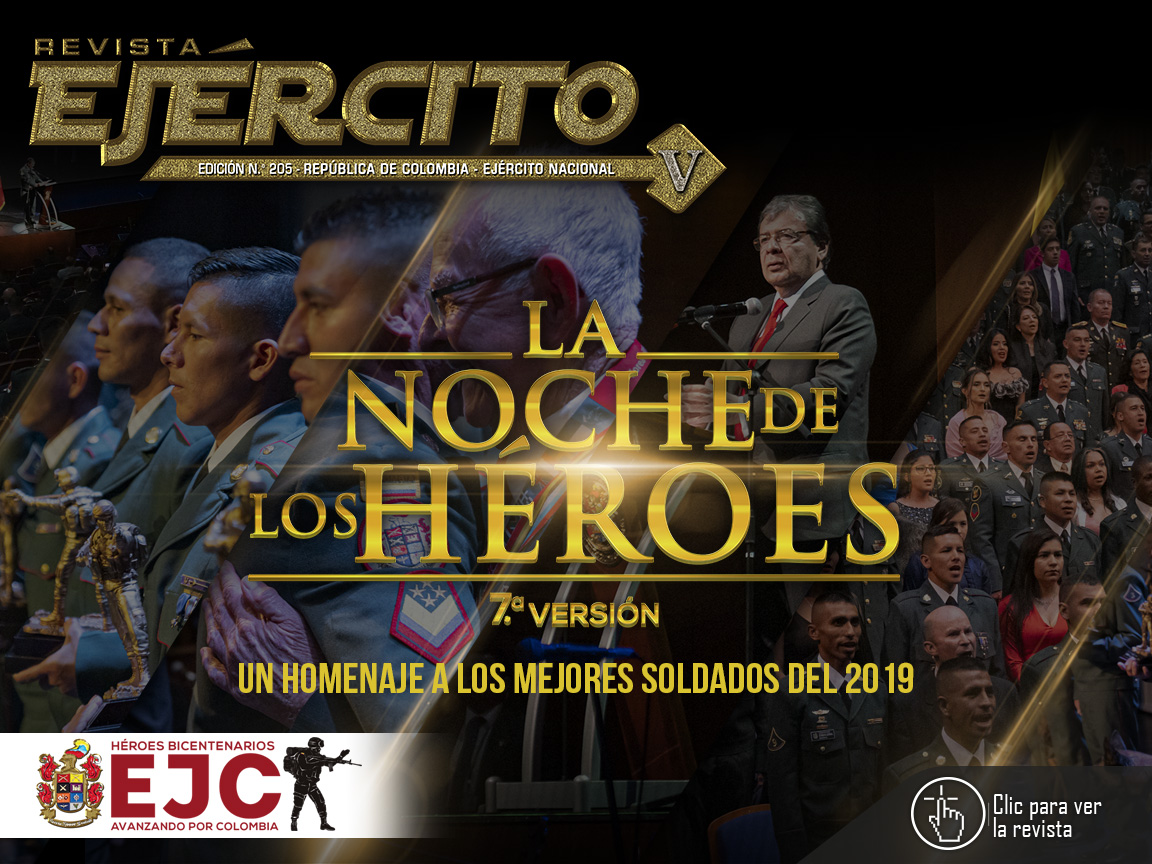 REVISTA
EJÉRCITO
EDICIÓN N.° 205 - REPÚBLICA DE COLOMBIA - EJÉRCITO NACIONAL
V
LA
NOCHE DE
LOS HÉROES
7.ª VERSIÓN
UN HOMENAJE A LOS MEJORES SOLDADOS DEL 2019
HÉROES BICENTENARIOS
EJC
AVANZANDO POR COLOMBIA
Clic para ver
la revista